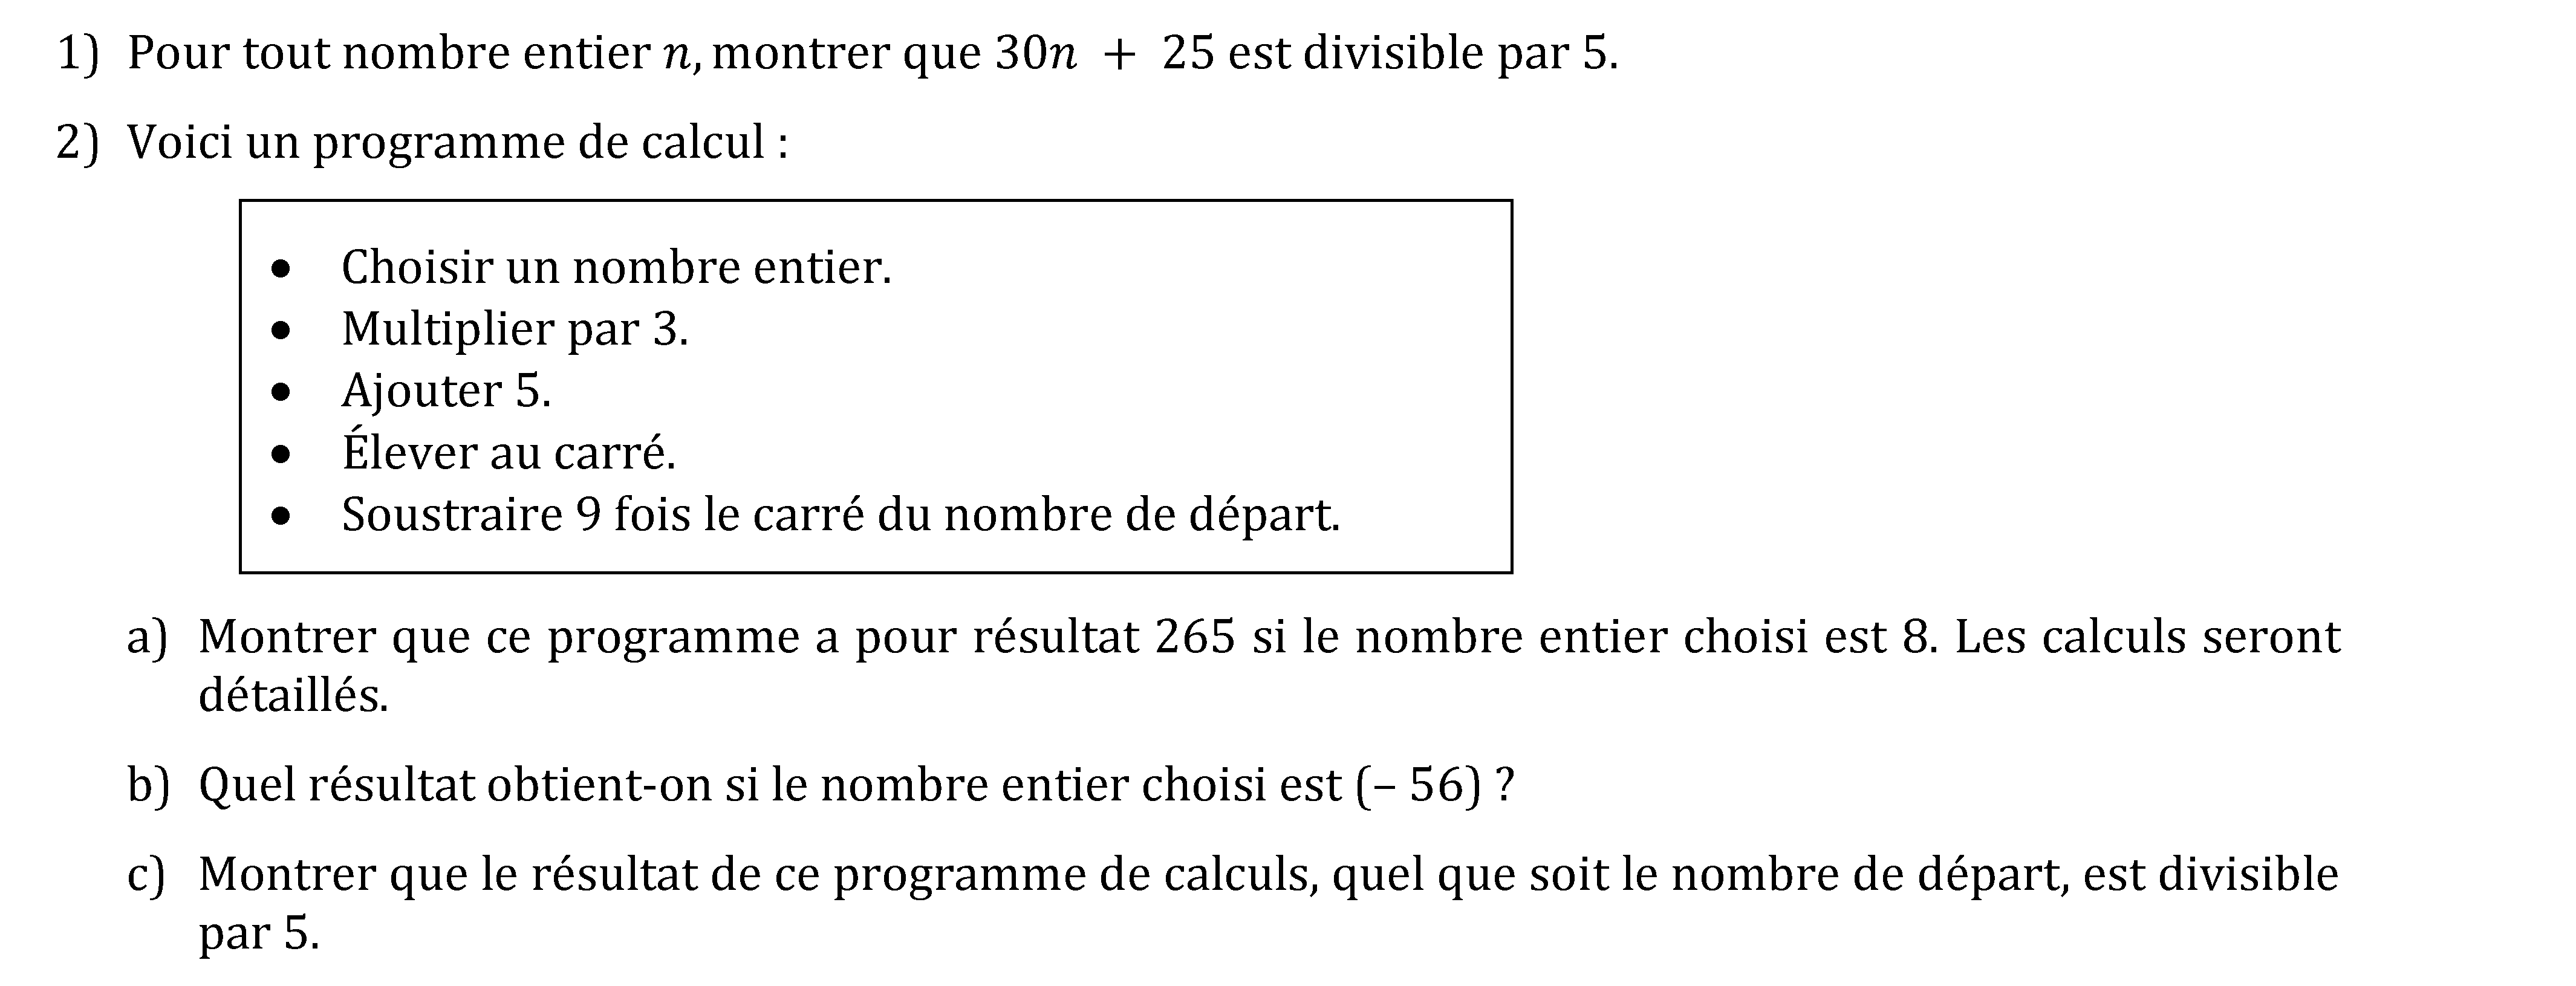 1) Pour tout nombre entier n, montrer que 30n + 25 est divisible par 5.
2) Voici un programme de calcul :
• Choisir un nombre entier.
• Multiplier par 3.
• Ajouter 5.
• Élever au carré.
• Soustraire 9 fois le carré du nombre de départ.
a) Montrer que ce programme a pour résultat 265 si le nombre entier choisi est 8. Les calculs seront
détaillés.
b) Quel résultat obtient-on si le nombre entier choisi est (– 56) ?
c) Montrer que le résultat de ce programme de calculs, quel que soit le nombre de départ, est divisible
par 5.